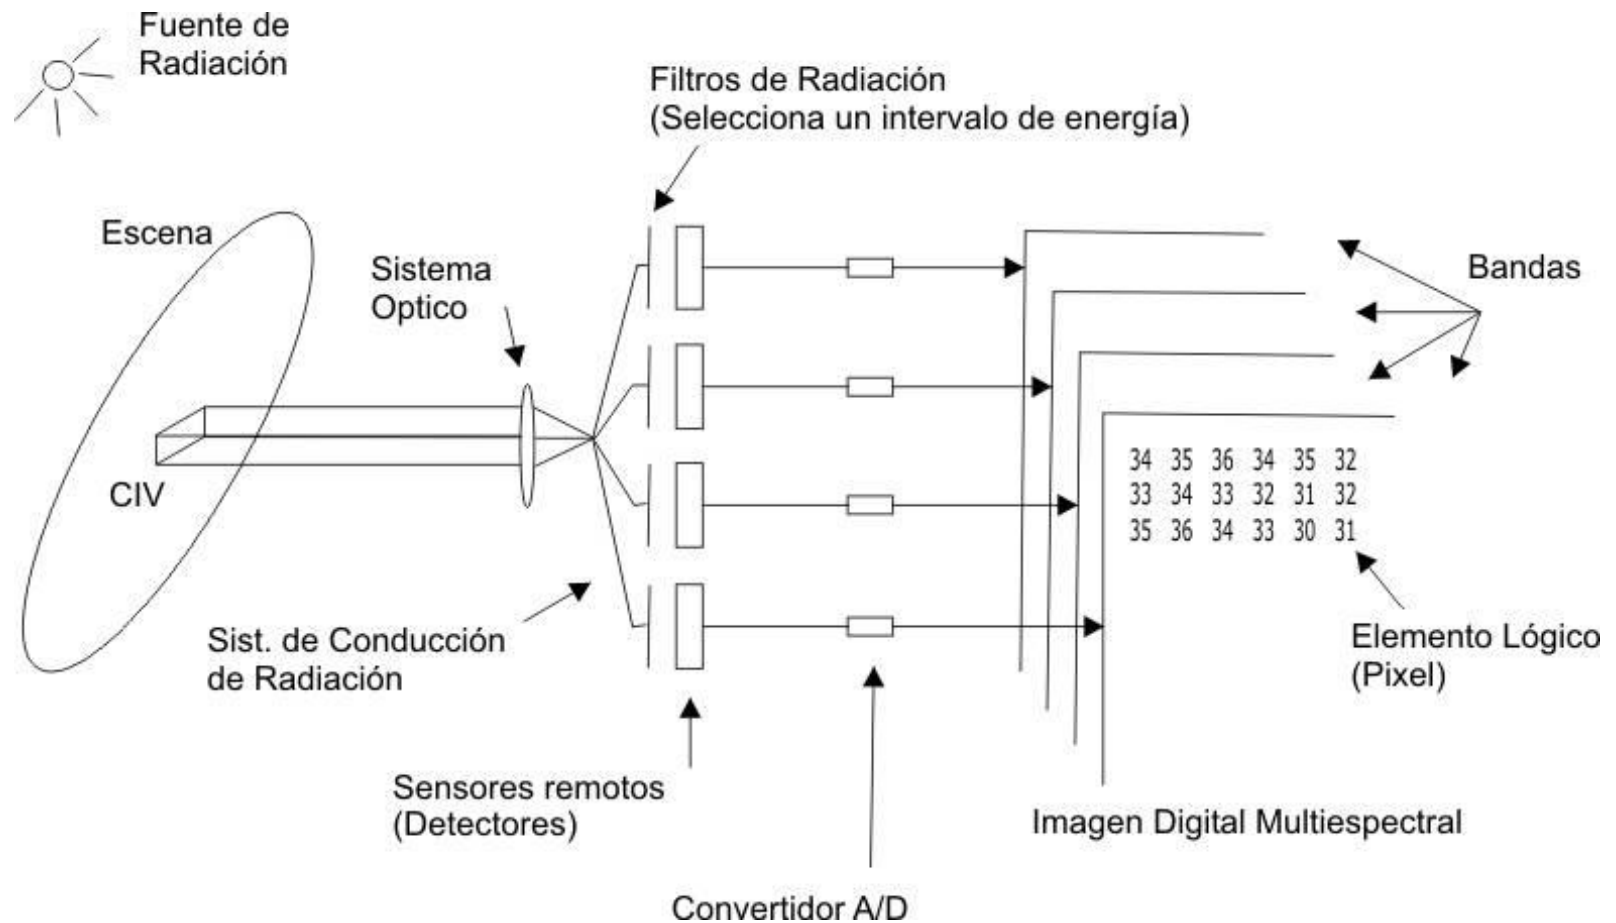 Fuente de
Radiación
Filtros de Radiación
(Selecciona un intervalo de energía)
Escena
Sistema
Optico
Bandas
CIV
34 35 36 34 35 32
33 34 33 32 31 32
35 36 34 33 30 31
Sist. de Conducción
de Radiación
Elemento Lógico
(Pixel)
Sensores remotos
(Detectores)
Imagen Digital Multiespectral
Convertidor A/D